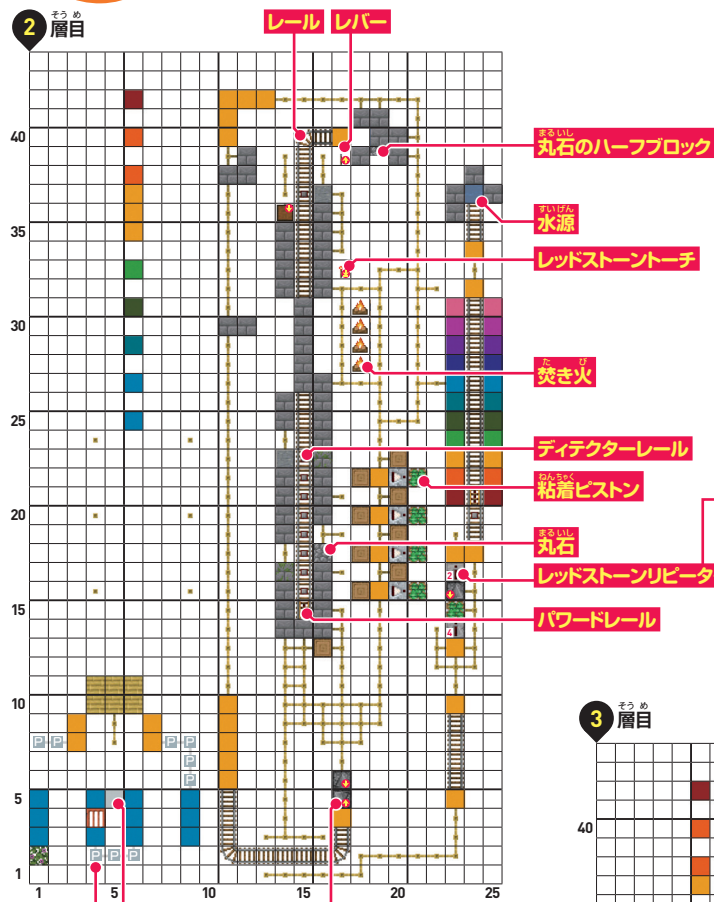 2 層目
そうめ
レール
レバー
40
まるいし
丸石のハーフブロック
すいげん
水源
35
レッドストーントーチ
30
たび
焚き火
25
ディテクターレール
ねんちゃく
粘着ピストン
20
まるいし
丸石
2
レッドストーンリピータ
15
パワードレール
4
10
3 層目
そうめ
P P P P
P
P
5
40
P P P
1
1 5 10 15 20 25